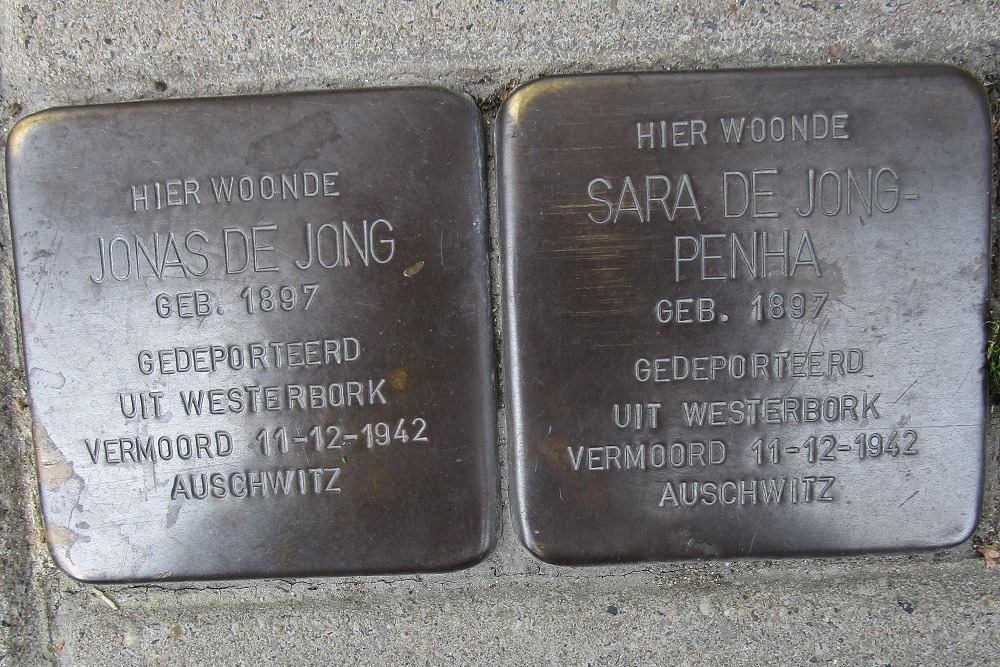 HIER WOONDE
JONAS DE JONG
GEB. 1897
GEDEPORTEERD
UIT WESTERBORK
VERMOORD 11-12-1942
AUSCHWITZ
HIER WOONDE
SARA DE JONG-
PENHA
GEB. 1897
GEDEPORTEERD
UIT WESTERBORK
VERMOORD 11-12-1942
AUSCHWITZ